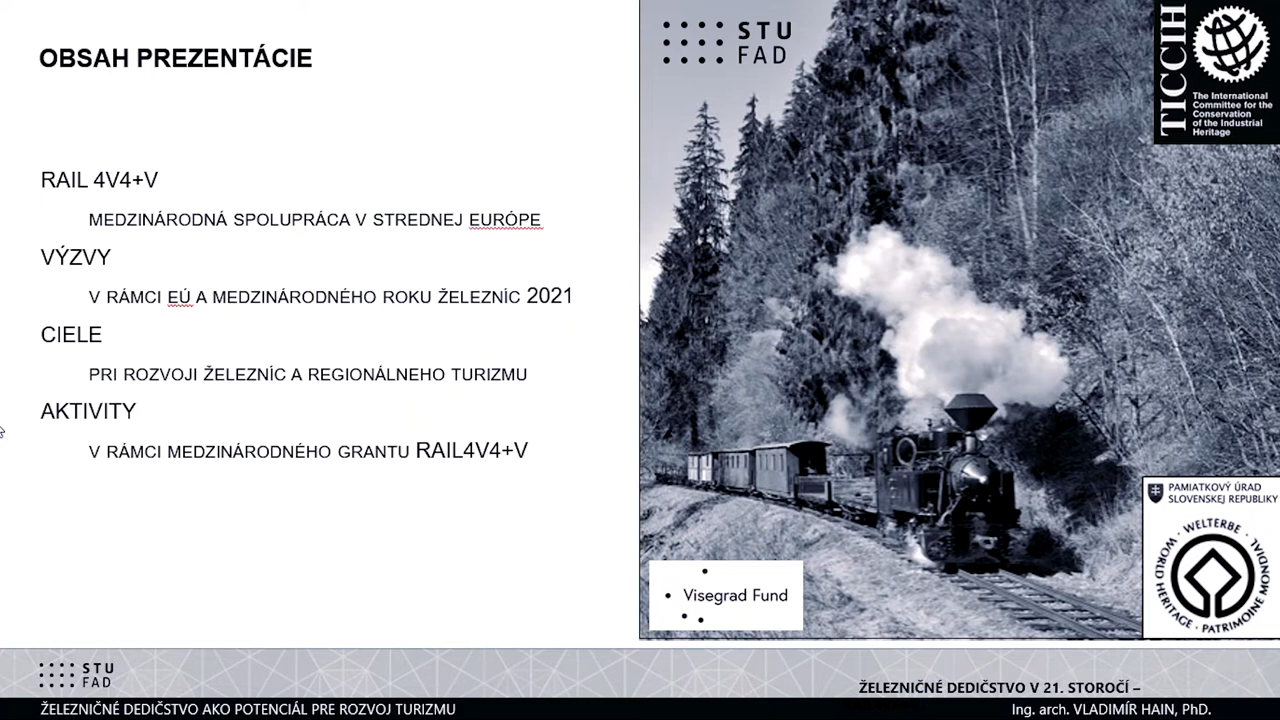 OBSAH PREZENTÁCIE
RAIL 4V4+V
MEDZINÁRODNÁ SPOLUPRÁCA V STREDNEJ EURÓPE
VÝZVY
V RÁMCI EÚ A MEDZINÁRODNÉHO ROKU ŽELEZNÍC 2021
CIELE
PRI ROZVOJI ŽELEZNÍC A REGIONÁLNEHO TURIZMU
AKTIVITY
V RÁMCI MEDZINÁRODNÉHO GRANTU RAIL4V4+V
STU
FAD
TICCIH
The International
Committee for the
Conservation
of the Industrial
Heritage
Visegrad Fund
PAMIATKOVÝ ÚRAD
SLOVENSKEJ REPUBLIKY
WORLD HERITAGE · PATRIMOINE MONDIAL · WELTERBE ·
STU
FAD
ŽELEZNIČNÉ DEDIČSTVO V 21. STOROČÍ –
ŽELEZNIČNÉ DEDIČSTVO AKO POTENCIÁL PRE ROZVOJ TURIZMU
Ing. arch. VLADIMÍR HAIN, PhD.